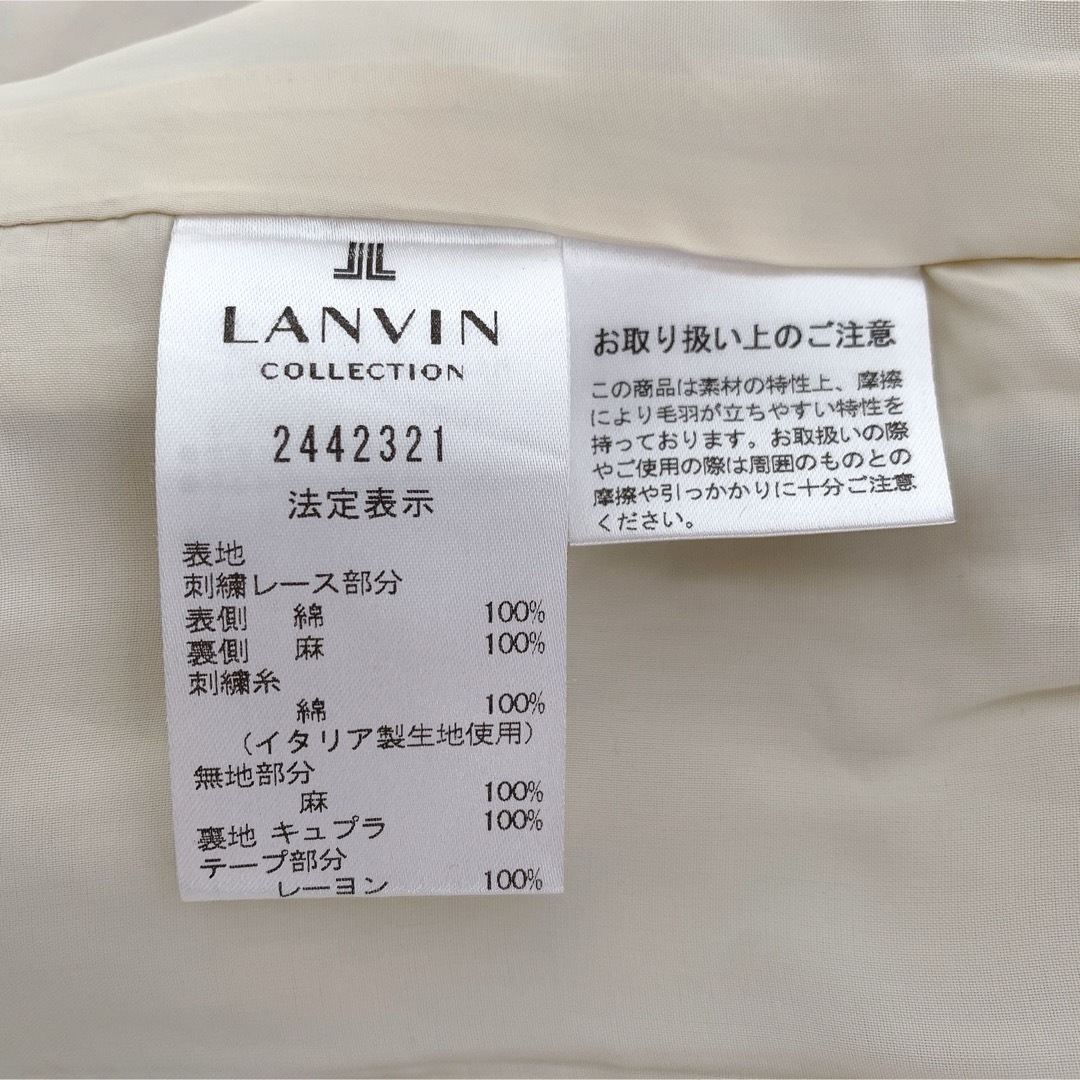 LANVIN
COLLECTION
2442321
法定表示
表地
刺繍レース部分
表側 綿 100%
裏側 麻 100%
刺繍糸
綿 100%
(イタリア製生地使用)
無地部分
麻 100%
裏地 キュプラ 100%
テープ部分
レーヨン 100%
お取り扱い上のご注意
この商品は素材の特性上、摩擦
により毛羽が立ちやすい特性を
持っております。お取扱いの際
やご使用の際は周囲のものとの
摩擦や引っかかりに十分ご注意
ください。